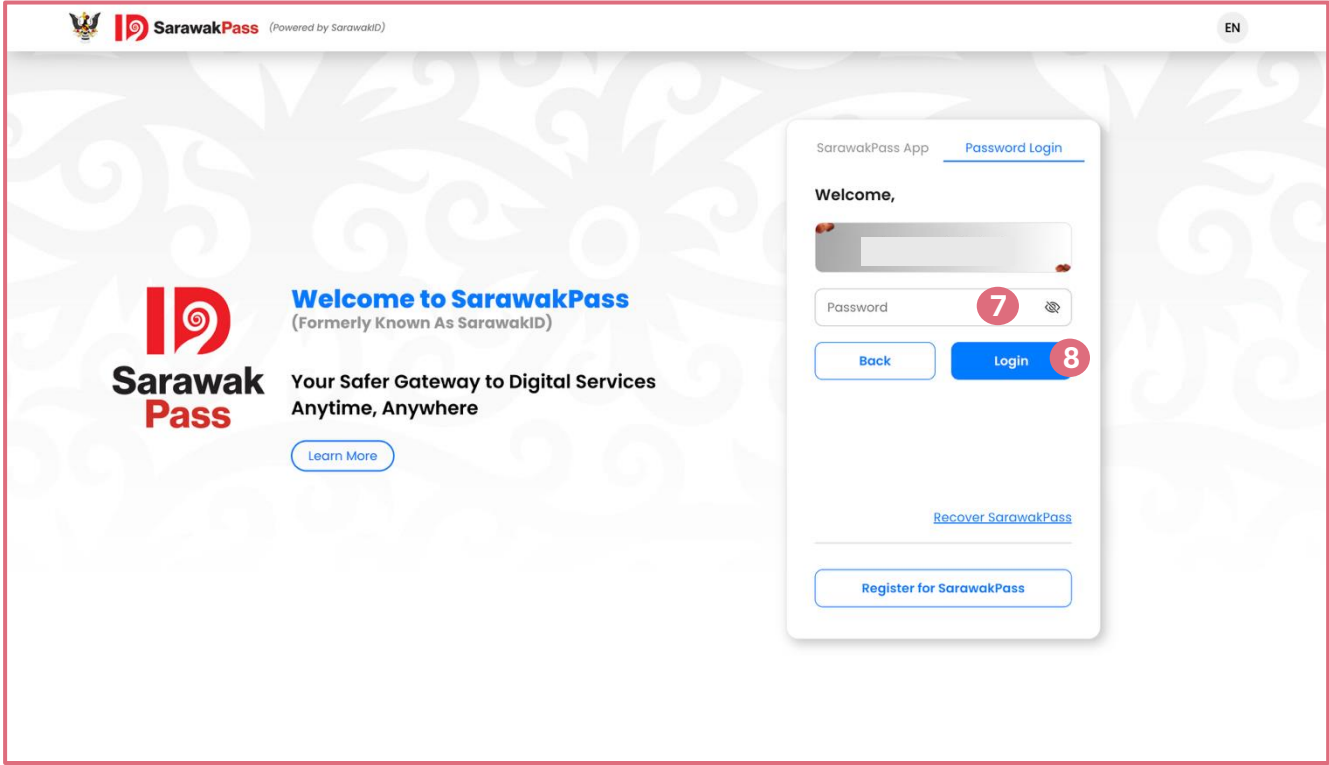 SarawakPass (Powered by SarawakID)
EN
SarawakPass App Password Login
Welcome,
Password 7
Back Login 8
Recover SarawakPass
Register for SarawakPass
Sarawak
Pass
Welcome to SarawakPass
(Formerly Known As SarawakID)
Your Safer Gateway to Digital Services
Anytime, Anywhere
Learn More